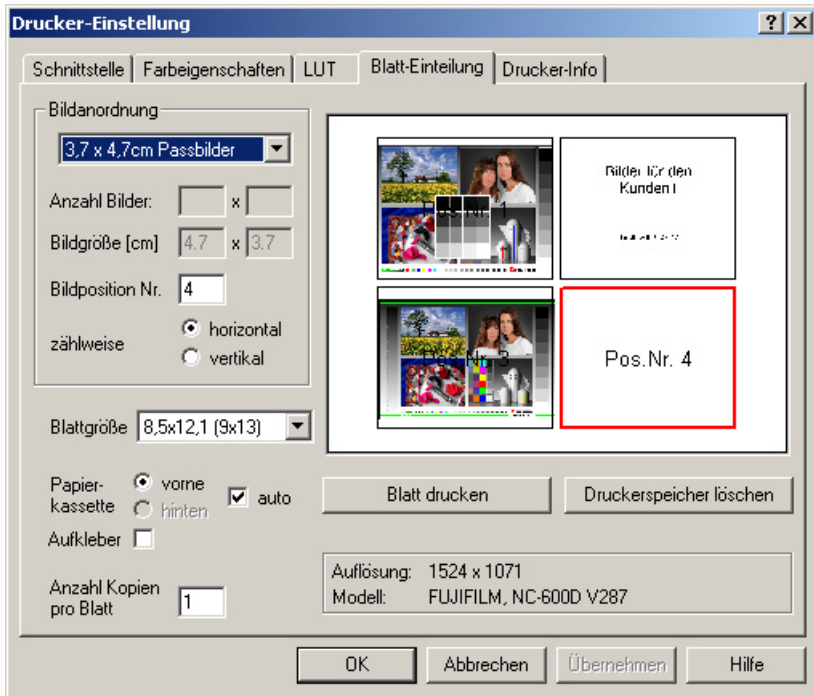 Drucker-Einstellung
Schnittstelle Farbeigenschaften LUT Blatt-Einteilung Drucker-Info
Bildanordnung
3,7 x 4,7cm Passbilder
Anzahl Bilder: x
Bildgröße [cm] 4.7 x 3.7
Bildposition Nr. 4
zählweise
horizontal
vertikal
Blattgröße 8,5x12,1 (9x13)
Papier-
kassette
vorne
hinten
auto
Aufkleber
Anzahl Kopien
pro Blatt
1
Pos.Nr. 1
Bilder für den
Kunden !
Pos.Nr. 3
Pos.Nr. 4
Blatt drucken Druckerspeicher löschen
Auflösung: 1524 x 1071
Modell: FUJIFILM, NC-600D V287
OK Abbrechen Übernehmen Hilfe